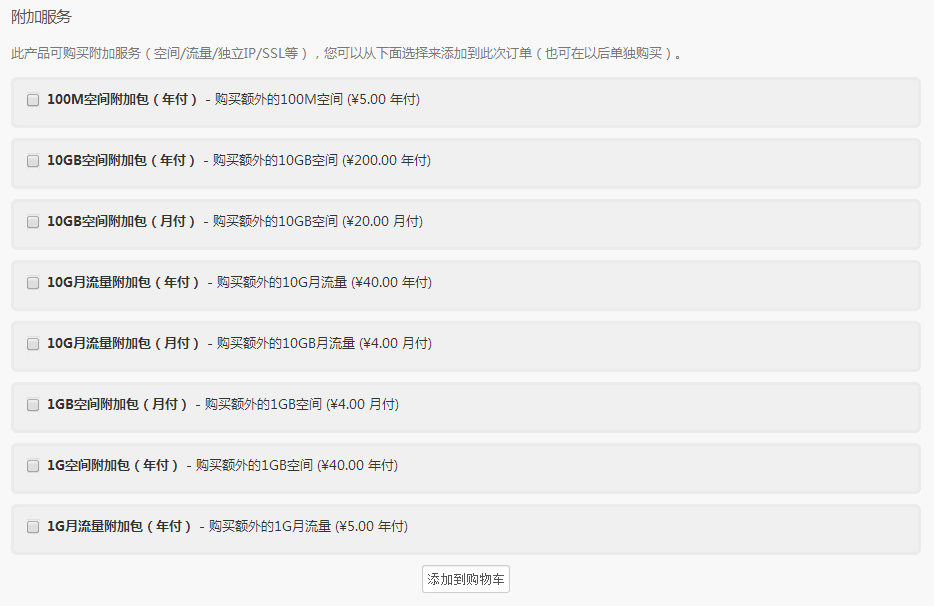 附加服务
此产品可购买附加服务（空间/流量/独立IP/SSL等），您可以从下面选择来添加到此次订单（也可在以后单独购买）。
100M空间附加包（年付） - 购买额外的100M空间 (¥5.00 年付)
10GB空间附加包（年付） - 购买额外的10GB空间 (¥200.00 年付)
10GB空间附加包（月付） - 购买额外的10GB空间 (¥20.00 月付)
10G月流量附加包（年付） - 购买额外的10G月流量 (¥40.00 年付)
10G月流量附加包（月付） - 购买额外的10GB月流量 (¥4.00 月付)
1GB空间附加包（月付） - 购买额外的1GB空间 (¥4.00 月付)
1G空间附加包（年付） - 购买额外的1GB空间 (¥40.00 年付)
1G月流量附加包（年付） - 购买额外的1G月流量 (¥5.00 年付)
添加到购物车